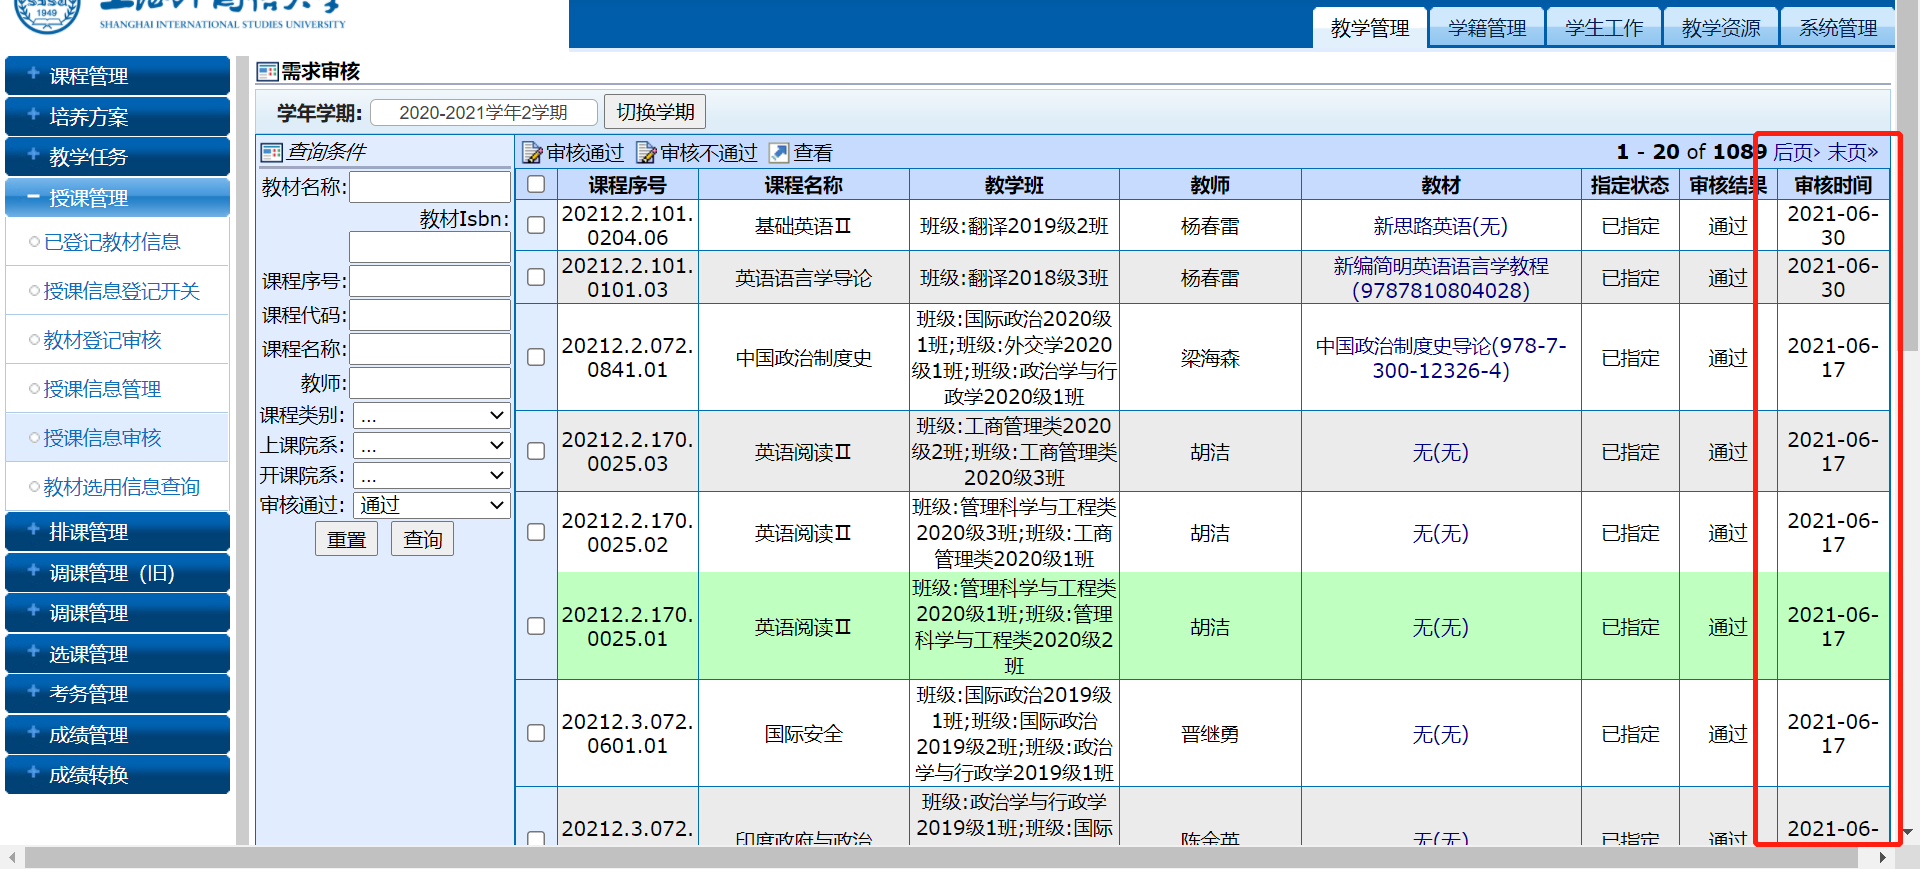 1949
SHANGHAI INTERNATIONAL STUDIES UNIVERSITY
教学管理
学籍管理
学生工作
教学资源
系统管理
课程管理
培养方案
教学任务
授课管理
已登记教材信息
授课信息登记开关
教材登记审核
授课信息管理
授课信息审核
教材选用信息查询
排课管理
调课管理 (旧)
调课管理
选课管理
考务管理
成绩管理
成绩转换
需求审核
学年学期: 2020-2021学年2学期 切换学期
查询条件
教材名称:
教材Isbn:
课程序号:
课程代码:
课程名称:
教师:
课程类别: ...
上课院系: ...
开课院系: ...
审核通过: 通过
重置 查询
审核通过 审核不通过 查看 1 - 20 of 1089 后页› 末页»
课程序号 课程名称 教学班 教师 教材 指定状态 审核结果 审核时间
20212.2.101.
0204.06
基础英语II
班级:翻译2019级2班
杨春雷
新思路英语(无)
已指定
通过
2021-06-
30
20212.2.101.
0101.03
英语语言学导论
班级:翻译2018级3班
杨春雷
新编简明英语语言学教程
(9787810804028)
已指定
通过
2021-06-
30
20212.2.072.
0841.01
中国政治制度史
班级:国际政治2020级
1班;班级:外交学2020
级1班;班级:政治学与行
政学2020级1班
梁海森
中国政治制度史导论(978-7-
300-12326-4)
已指定
通过
2021-06-
17
20212.2.170.
0025.03
英语阅读II
班级:工商管理类2020
级2班;班级:工商管理类
2020级3班
胡洁
无(无)
已指定
通过
2021-06-
17
20212.2.170.
0025.02
英语阅读II
班级:管理科学与工程类
2020级3班;班级:工商
管理类2020级1班
胡洁
无(无)
已指定
通过
2021-06-
17
20212.2.170.
0025.01
英语阅读II
班级:管理科学与工程类
2020级1班;班级:管理
科学与工程类2020级2
班
胡洁
无(无)
已指定
通过
2021-06-
17
20212.3.072.
0601.01
国际安全
班级:国际政治2019级
1班;班级:国际政治
2019级2班;班级:政治
学与行政学2019级1班
晋继勇
无(无)
已指定
通过
2021-06-
17
20212.3.072.
印度政府与政治
班级:政治学与行政学
2019级1班;班级:国际
陈金英
无(无)
已指定
通过
2021-06-